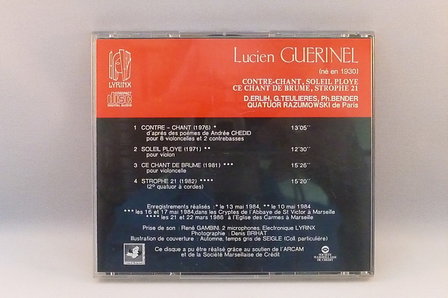 LYRINX
COMPACT
disc
DIGITAL AUDIO
Lucien GUERINEL
(né en 1930)
CONTRE-CHANT, SOLEIL PLOYE
CE CHANT DE BRUME, STROPHE 21
D.ERLIH, G.TEULIERES, Ph.BENDER
QUATUOR RAZUMOWSKI de Paris
1 CONTRE - CHANT (1976) * 13'05''
d'après des poèmes de Andrée CHEDID
pour 8 violoncelles et 2 contrebasses
2 SOLEIL PLOYE (1971) ** 12'30''
pour violon
3 CE CHANT DE BRUME (1981) *** 15'25''
pour violoncelle
4 STROPHE 21 (1982) **** 15'20''
(2e quatuor à cordes)
Enregistrements réalisés : * le 13 mai 1984, ** le 10 mai 1984
*** les 16 et 17 mai 1984, dans les Cryptes de l'Abbaye de St Victor à Marseille
**** les 21 et 22 mars 1986 à l'Eglise des Carmes à Marseille
Prise de son : René GAMBINI, 2 microphones, Electronique LYRINX
Photographie : Denis BRIHAT
Illustration de couverture : Automne, temps gris de SEIGLE (Coll. particulière)
Ce disque a pu être réalisé grâce au soutien de l'ARCAM
et de la Société Marseillaise de Crédit